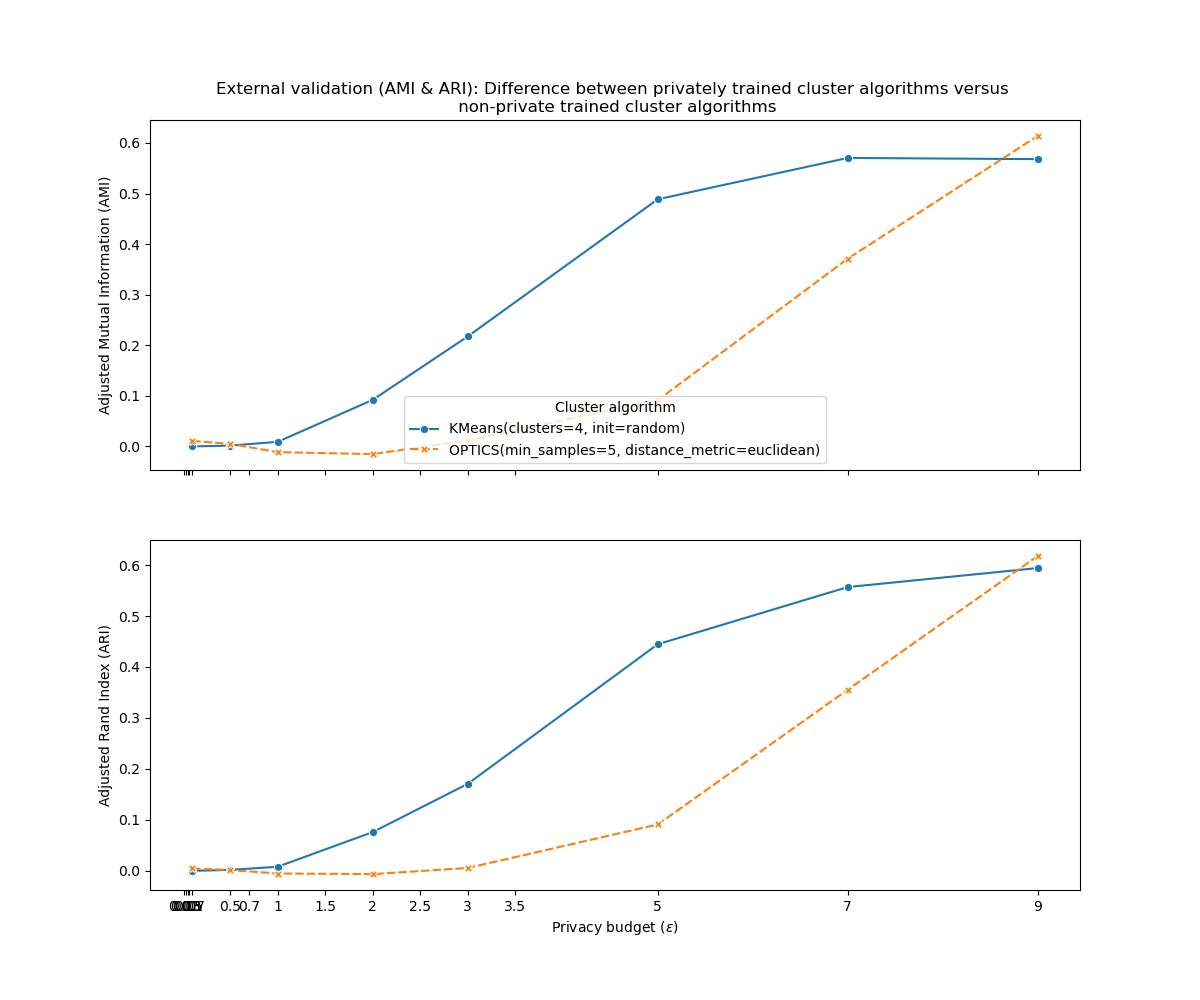 External validation (AMI & ARI): Difference between privately trained cluster algorithms versus
non-private trained cluster algorithms
0.6
0.5
0.4
0.3
0.2
0.1
0.0
Adjusted Mutual Information (AMI)
Cluster algorithm
KMeans(clusters=4, init=random)
OPTICS(min_samples=5, distance_metric=euclidean)
0.6
0.5
0.4
0.3
0.2
0.1
0.0
Adjusted Rand Index (ARI)
0.5 0.7 1 1.5 2 2.5 3 3.5 5 7 9
Privacy budget (ε)